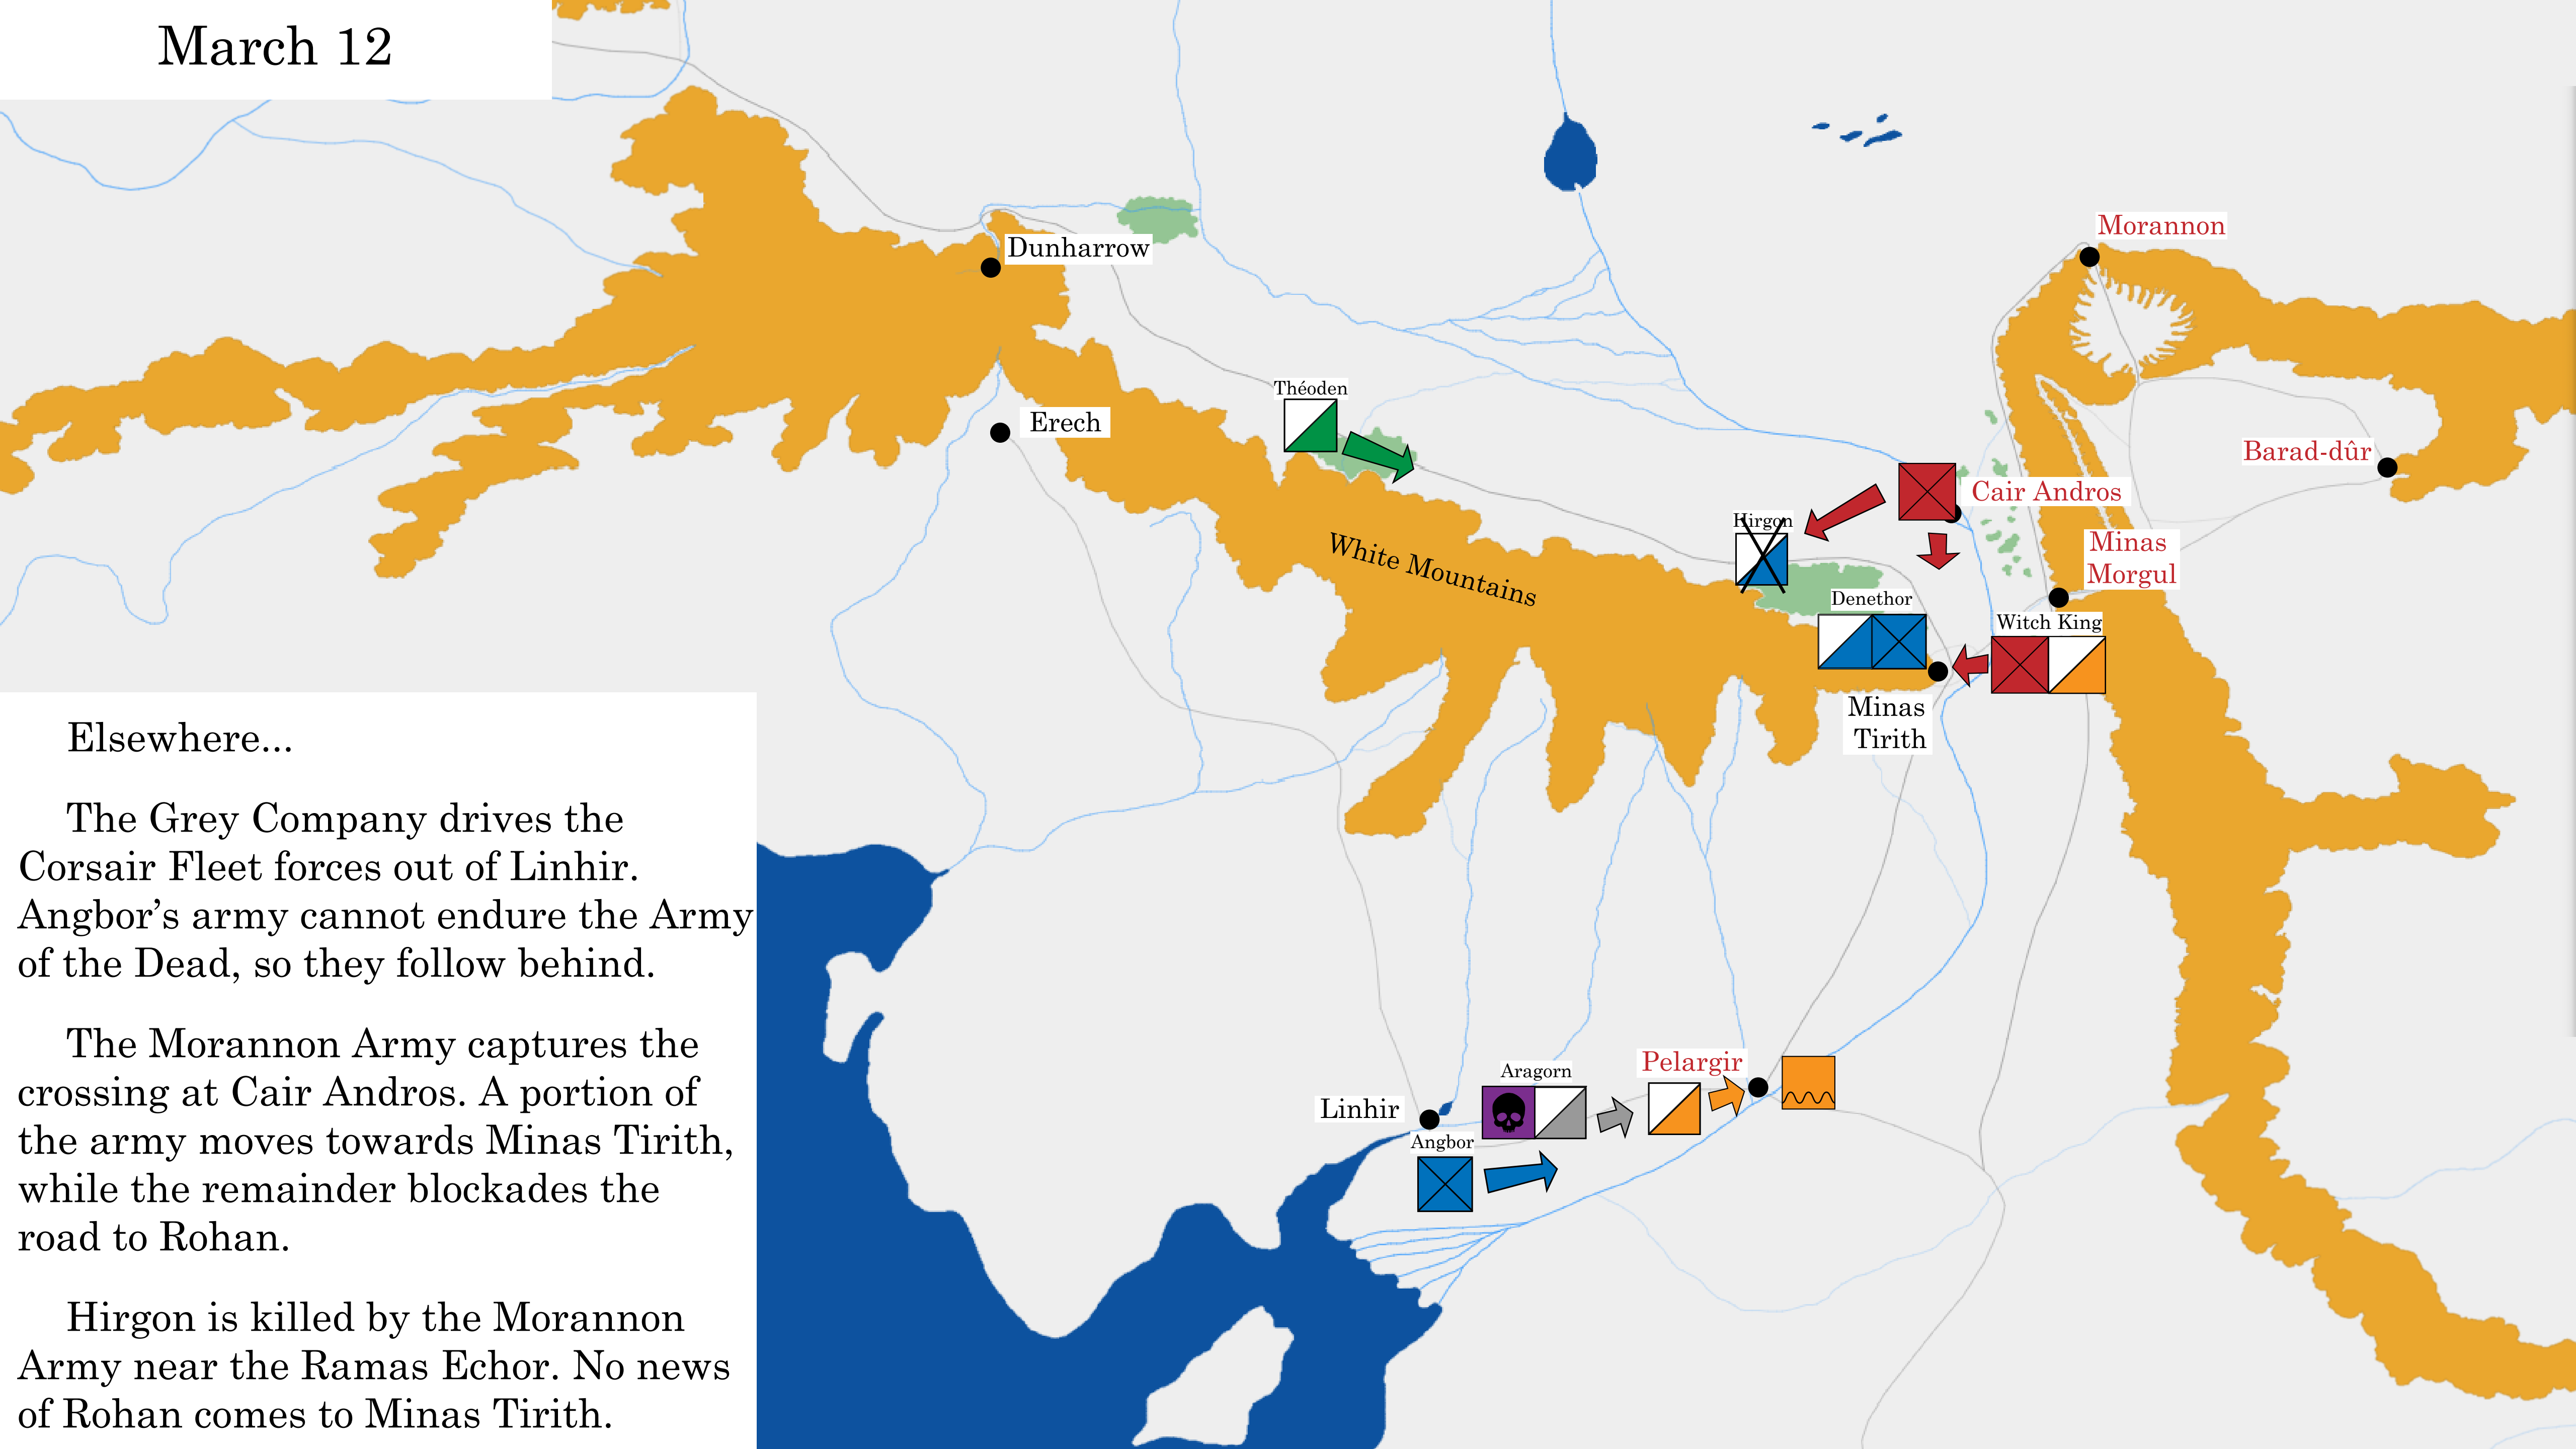 March 12
Morannon
Dunharrow
Théoden
Erech
Barad-dûr
Cair Andros
Hirgon
Minas
Morgul
White Mountains
Denethor
Witch King
Minas
Tirith
Elsewhere...
The Grey Company drives the
Corsair Fleet forces out of Linhir.
Angbor’s army cannot endure the Army
of the Dead, so they follow behind.
The Morannon Army captures the
crossing at Cair Andros. A portion of
the army moves towards Minas Tirith,
while the remainder blockades the
road to Rohan.
Hirgon is killed by the Morannon
Army near the Ramas Echor. No news
of Rohan comes to Minas Tirith.
Pelargir
Aragorn
Linhir
Angbor